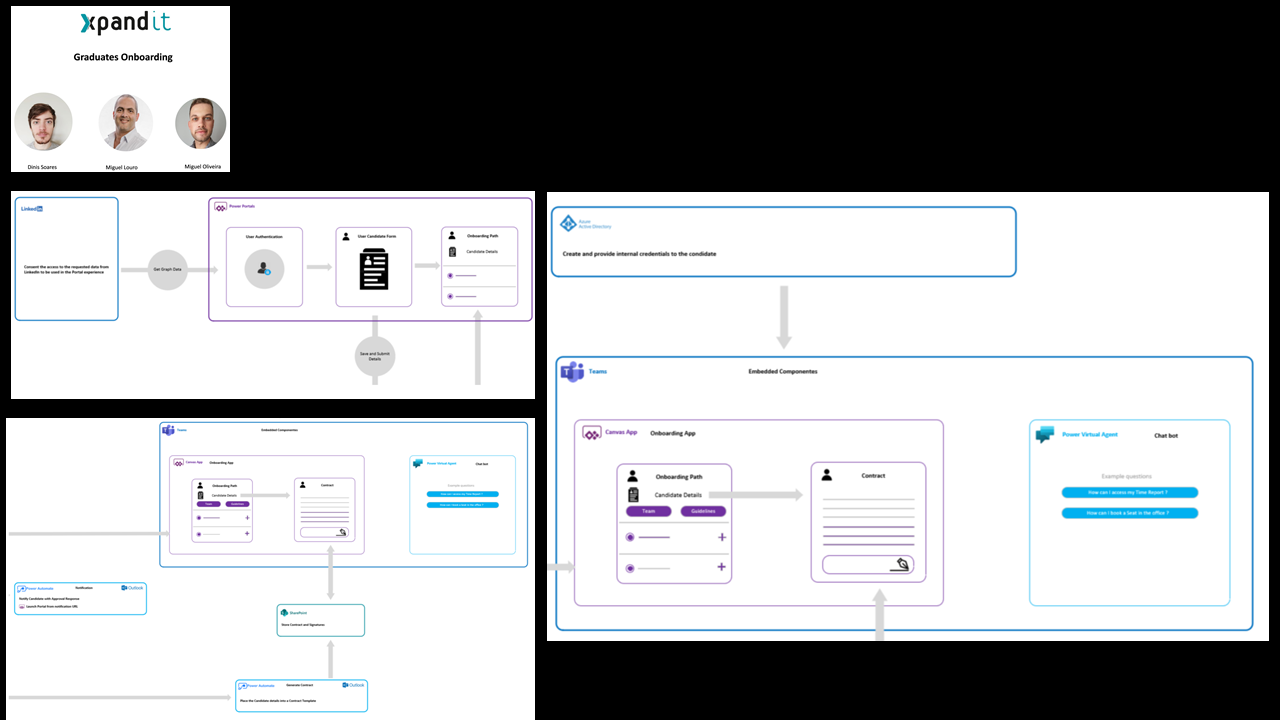 xpandit
Graduates Onboarding
Dinis Soares
Miguel Louro
Miguel Oliveira
Linkedin
Consent the access to the requested data from
LinkedIn to be used in the Portal experience
Get Graph Data
Power Portals
User Authentication
User Candidate Form
Onboarding Path
Candidate Details
Save and Submit
Details
Azure
Active Directory
Create and provide internal credentials to the candidate
Teams
Embedded Componentes
Canvas App
Onboarding App
Onboarding Path
Candidate Details
Team
Guidelines
Contract
Power Virtual Agent
Chat bot
Example questions:
How can I access my Time Report ?
How can I book a Seat in the office ?
Teams
Embedded Componentes
Canvas App
Onboarding App
Onboarding Path
Candidate Details
Team
Guidelines
Contract
Power Virtual Agent
Chat bot
Example questions:
How can I access my Time Report ?
How can I book a Seat in the office ?
Power Automate
Notification
Outlook
Notify Candidate with Approval Response
Launch Portal from notification URL
SharePoint
Store Contract and Signatures
Power Automate
Generate Contract
Outlook
Place the Candidate details into a Contract Template